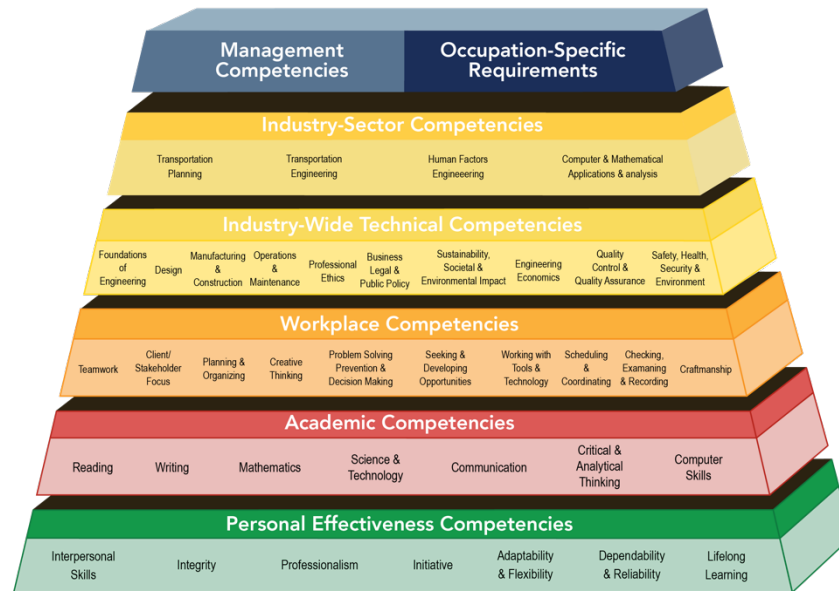 Management
Competencies
Occupation-Specific
Requirements
Industry-Sector Competencies
Transportation
Planning
Transportation
Engineering
Human Factors
Engineeering
Computer & Mathematical
Applications & analysis
Industry-Wide Technical Competencies
Foundations
of
Engineering
Design
Manufacturing
&
Construction
Operations
&
Maintenance
Professional
Ethics
Business
Legal &
Public Policy
Sustainability,
Societal &
Environmental Impact
Engineering
Economics
Quality
Control &
Quality Assurance
Safety, Health,
Security &
Environment
Workplace Competencies
Teamwork
Client/
Stakeholder
Focus
Planning &
Organizing
Creative
Thinking
Problem Solving
Prevention &
Decision Making
Seeking &
Developing
Opportunities
Working with
Tools &
Technology
Scheduling
&
Coordinating
Checking,
Examaning
& Recording
Craftmanship
Academic Competencies
Reading
Writing
Mathematics
Science &
Technology
Communication
Critical &
Analytical
Thinking
Computer
Skills
Personal Effectiveness Competencies
Interpersonal
Skills
Integrity
Professionalism
Initiative
Adaptability
& Flexibility
Dependability
& Reliability
Lifelong
Learning